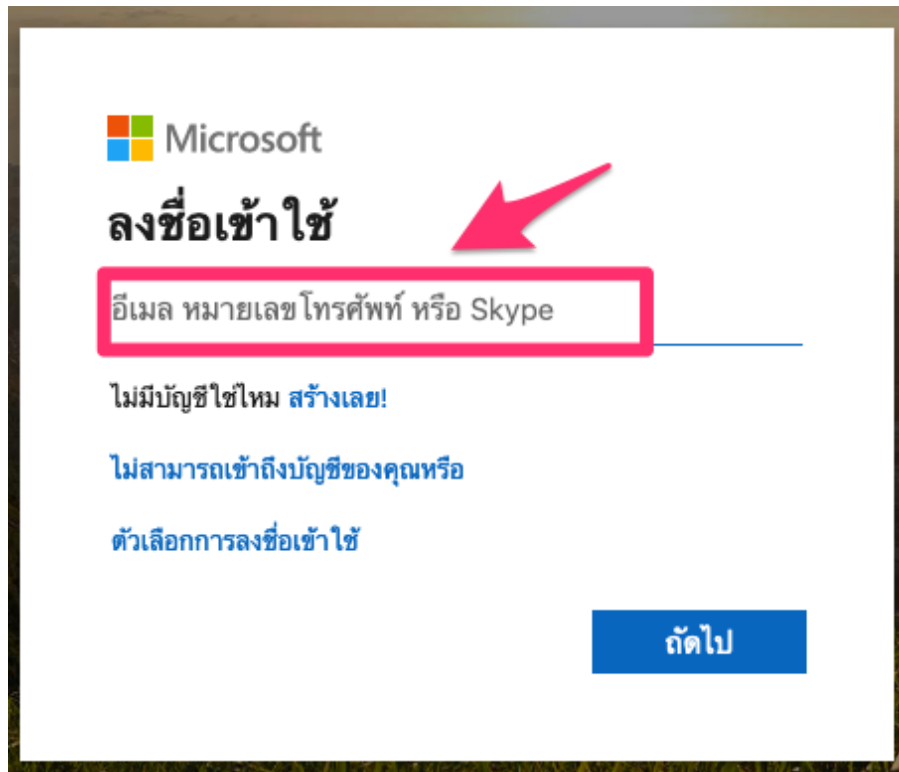 Microsoft
ลงชื่อเข้าใช้
อีเมล หมายเลขโทรศัพท์ หรือ Skype
ไม่มีบัญชีใช่ไหม สร้างเลย!
ไม่สามารถเข้าถึงบัญชีของคุณหรือ
ตัวเลือกการลงชื่อเข้าใช้
ถัดไป